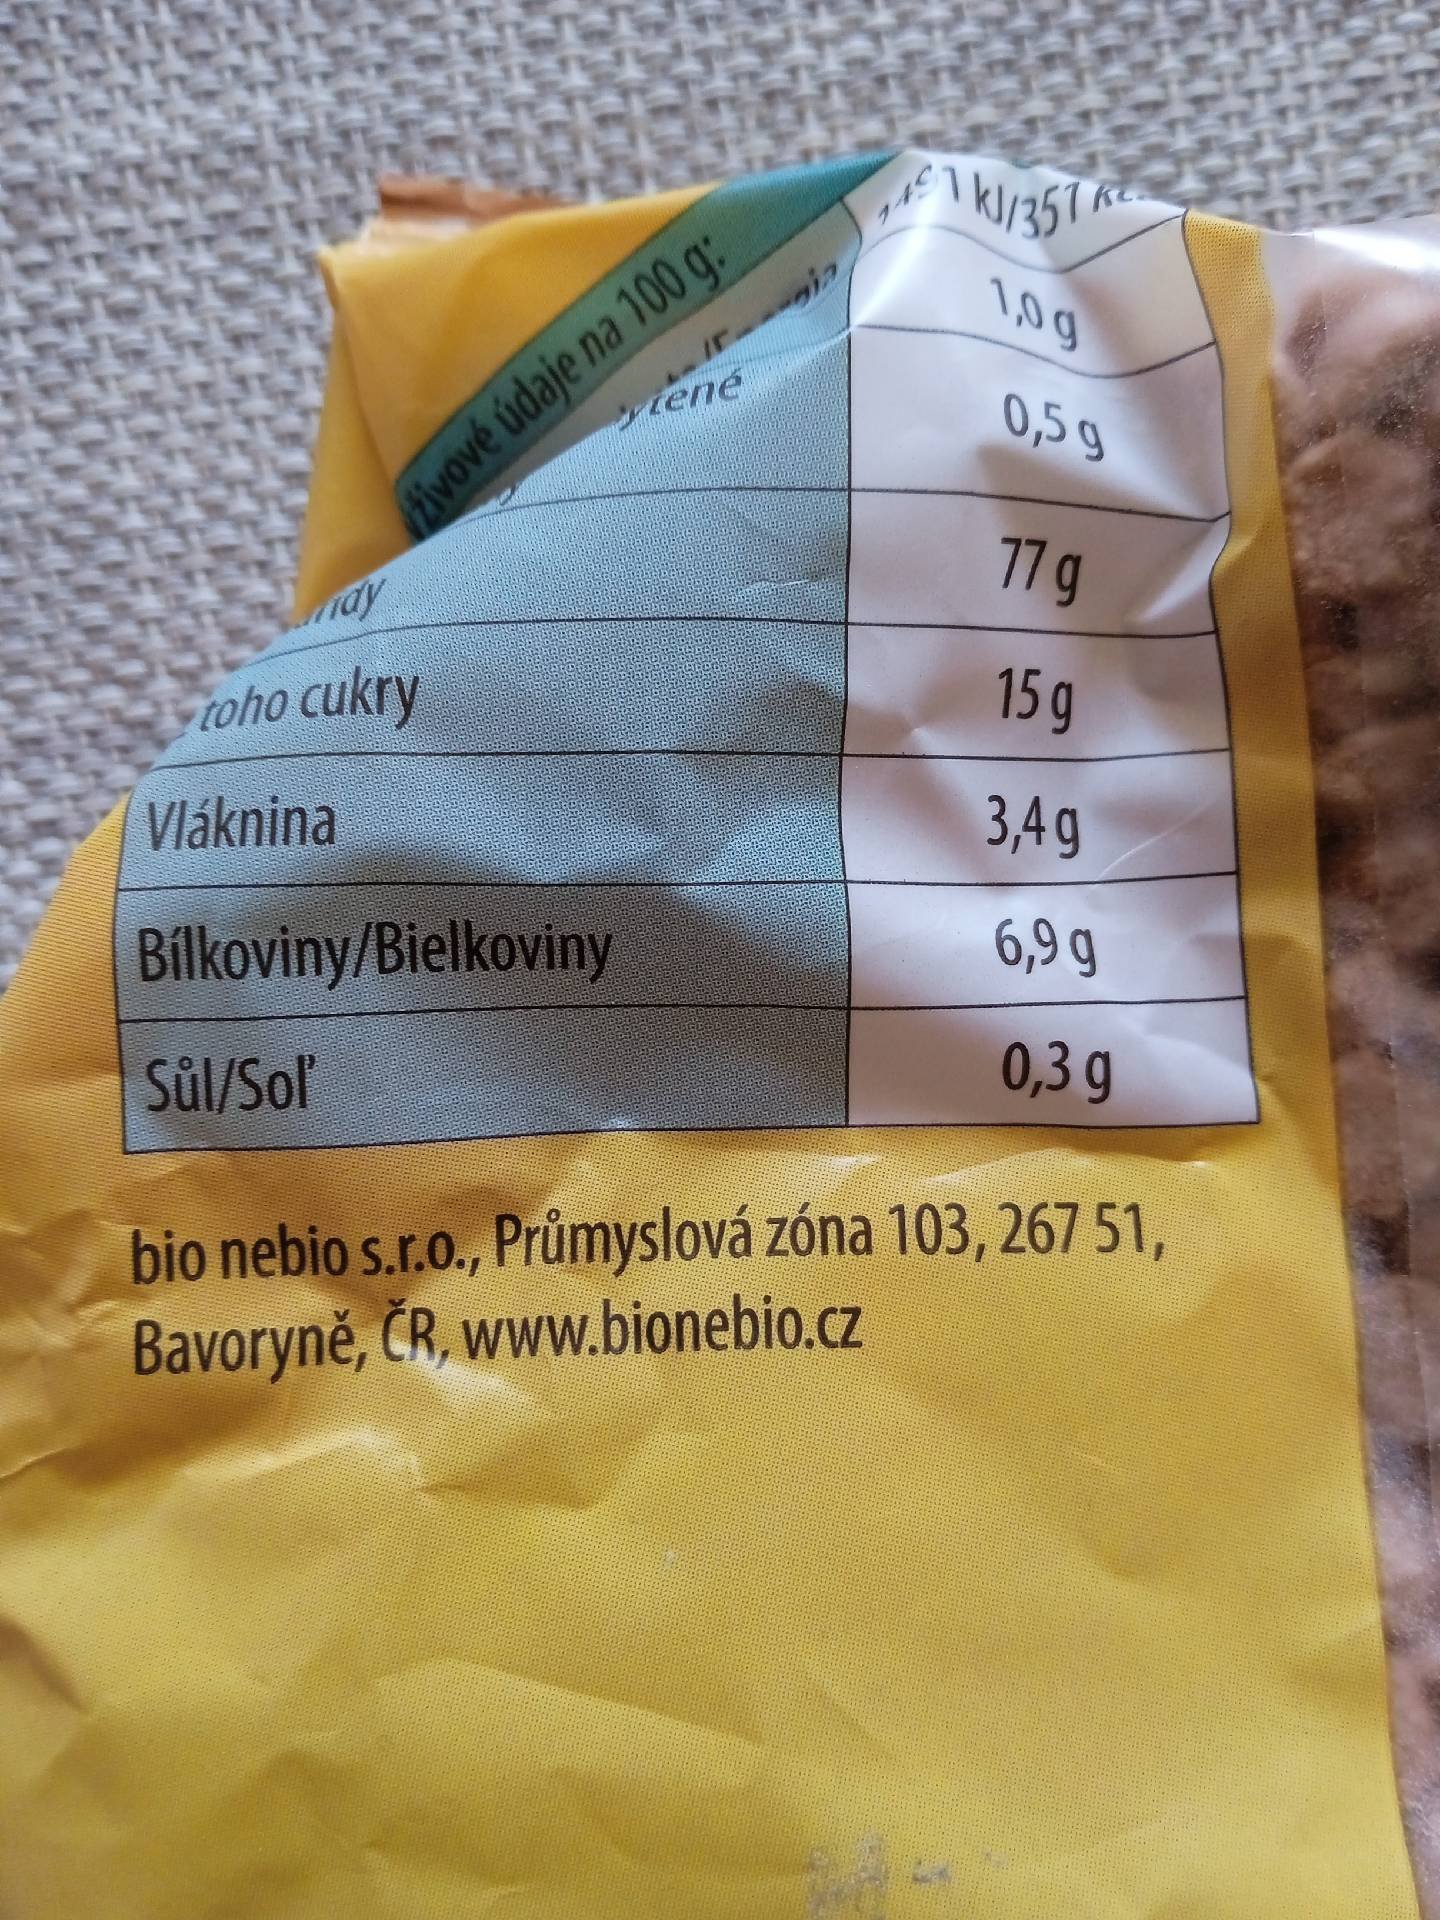 údaje na 100 g:
kJ/351
1,0 g
0,5 g
77 g
toho cukry 15 g
Vláknina 3,4 g
Bílkoviny/Bielkoviny 6,9 g
Sůl/Soľ 0,3 g
bio nebio s.r.o., Průmyslová zóna 103, 267 51,
Bavoryně, ČR, www.bionebio.cz